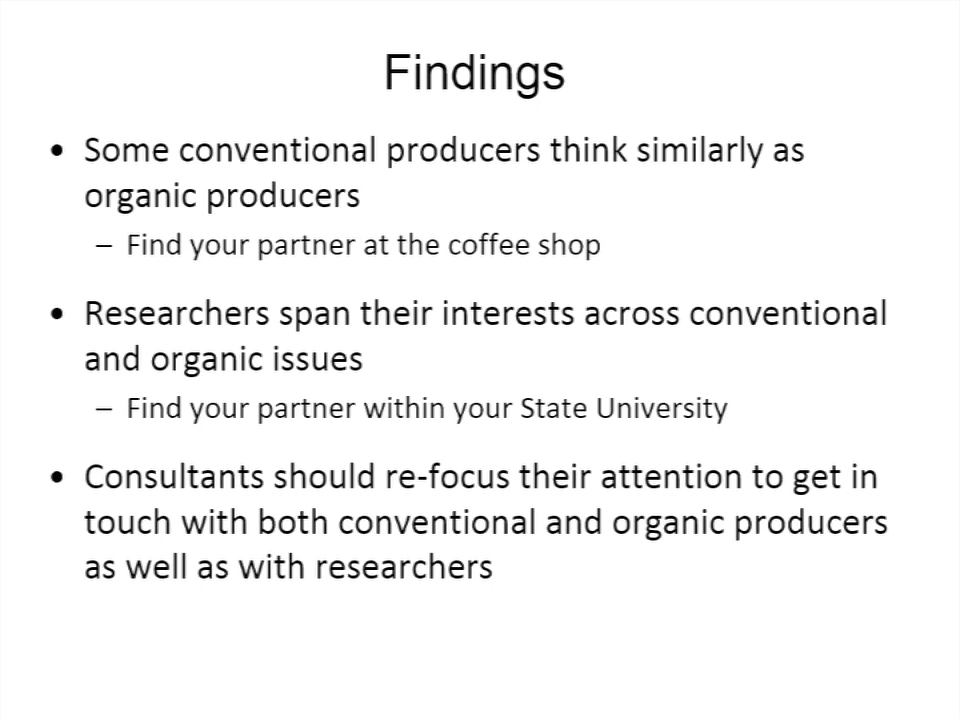 Findings
• Some conventional producers think similarly as
organic producers
– Find your partner at the coffee shop
• Researchers span their interests across conventional
and organic issues
– Find your partner within your State University
• Consultants should re-focus their attention to get in
touch with both conventional and organic producers
as well as with researchers